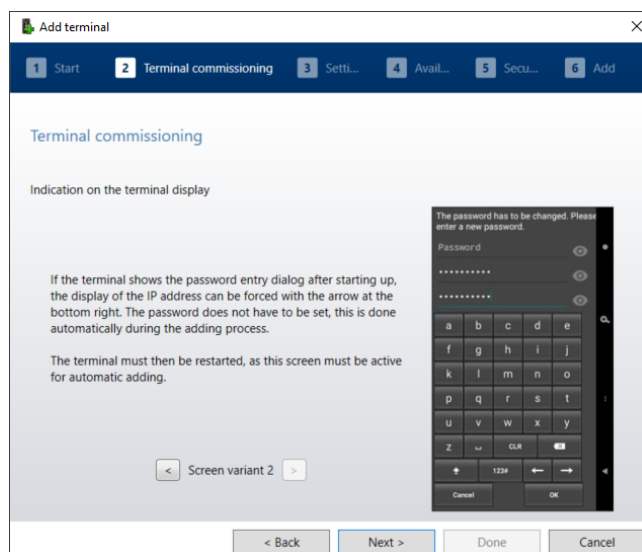 Add terminal
1 Start 2 Terminal commissioning 3 Setti... 4 Avail... 5 Secu... 6 Add
Terminal commissioning
Indication on the terminal display
If the terminal shows the password entry dialog after starting up,
the display of the IP address can be forced with the arrow at the
bottom right. The password does not have to be set, this is done
automatically during the adding process.
The terminal must then be restarted, as this screen must be active
for automatic adding.
< Screen variant 2 >
The password has to be changed. Please
enter a new password.
Password
a b c d e
f g h i j
k l m n o
p q r s t
u v w x y
z CLR
123#
Cancel OK
< Back Next > Done Cancel